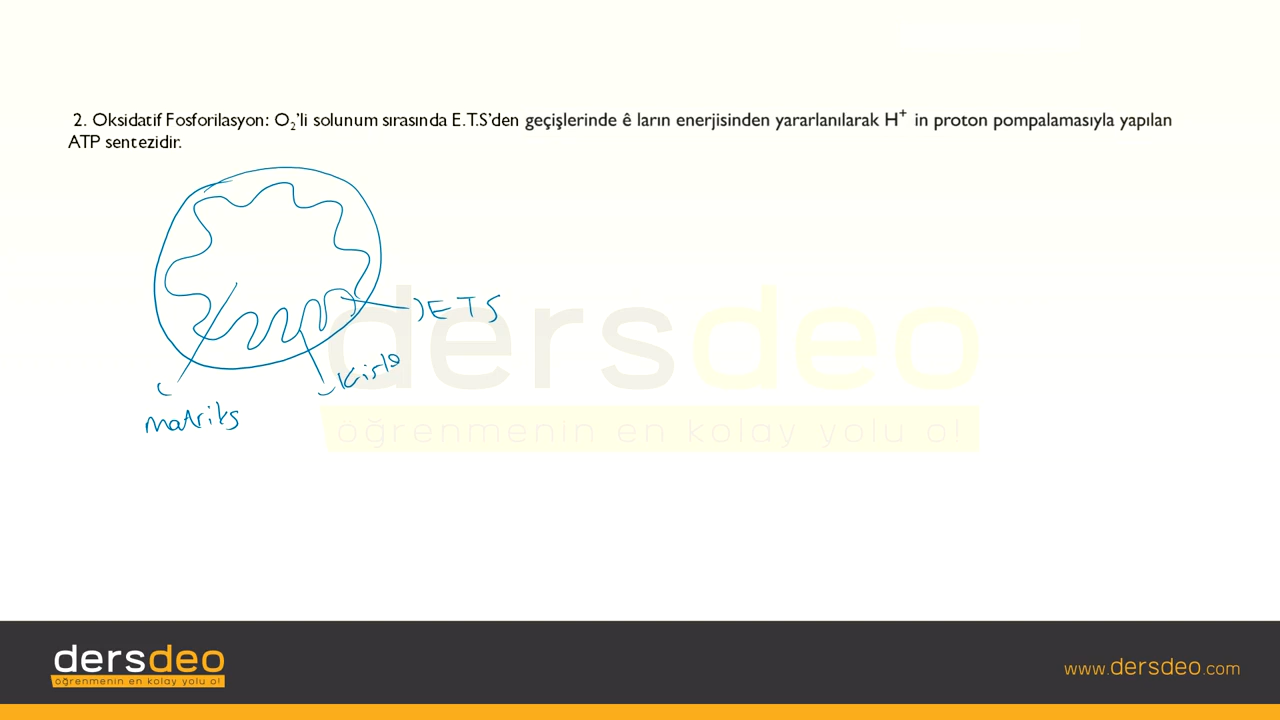 2. Oksidatif Fosforilasyon: O₂'li solunum sırasında E.T.S'den geçişlerinde ê ların enerjisinden yararlanılarak H⁺ in proton pompalamasıyla yapılan
ATP sentezidir.
ETS
matriks
dersdeo
öğrenmenin en kolay yolu o!
dersdeo
öğrenmenin en kolay yolu o!
www.dersdeo.com